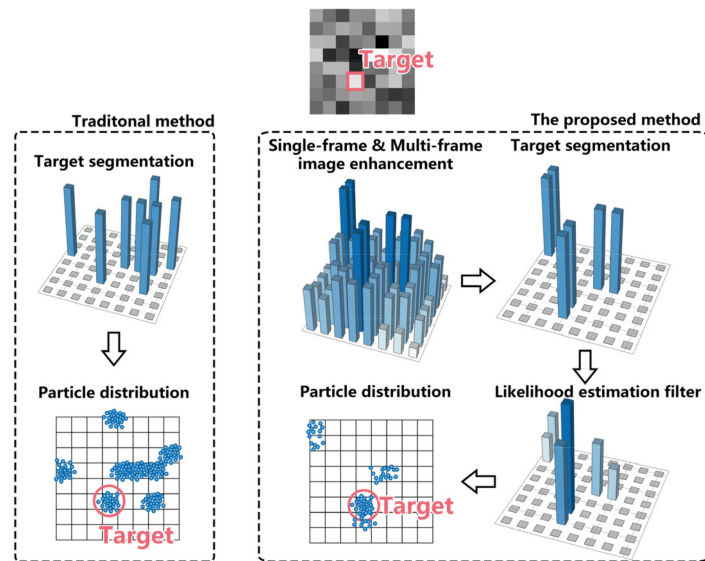 Target
Traditonal method
The proposed method
Target segmentation
Single-frame & Multi-frame
image enhancement
Target segmentation
Particle distribution
Target
Likelihood estimation filter
Particle distribution
Target